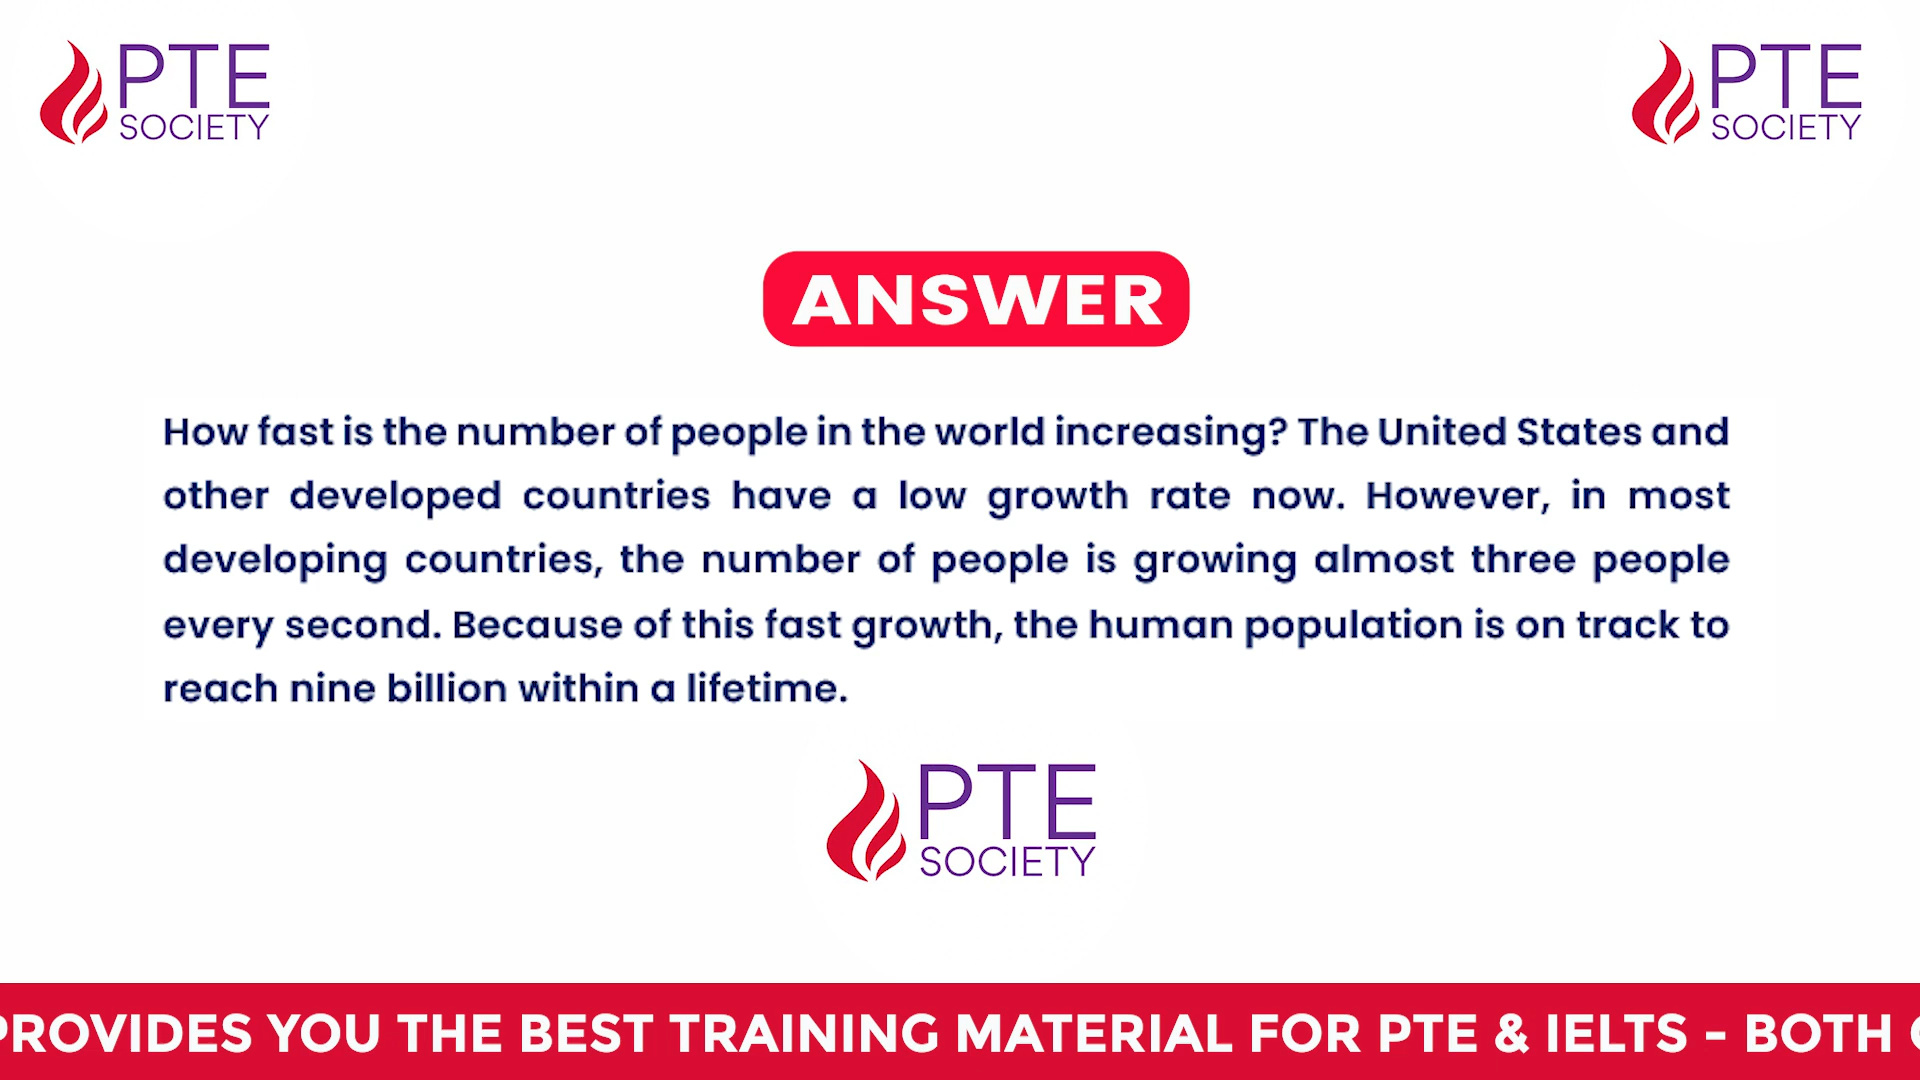 PTE
SOCIETY
PTE
SOCIETY
ANSWER
How fast is the number of people in the world increasing? The United States and
other developed countries have a low growth rate now. However, in most
developing countries, the number of people is growing almost three people
every second. Because of this fast growth, the human population is on track to
reach nine billion within a lifetime.
PTE
SOCIETY
PROVIDES YOU THE BEST TRAINING MATERIAL FOR PTE & IELTS - BOTH